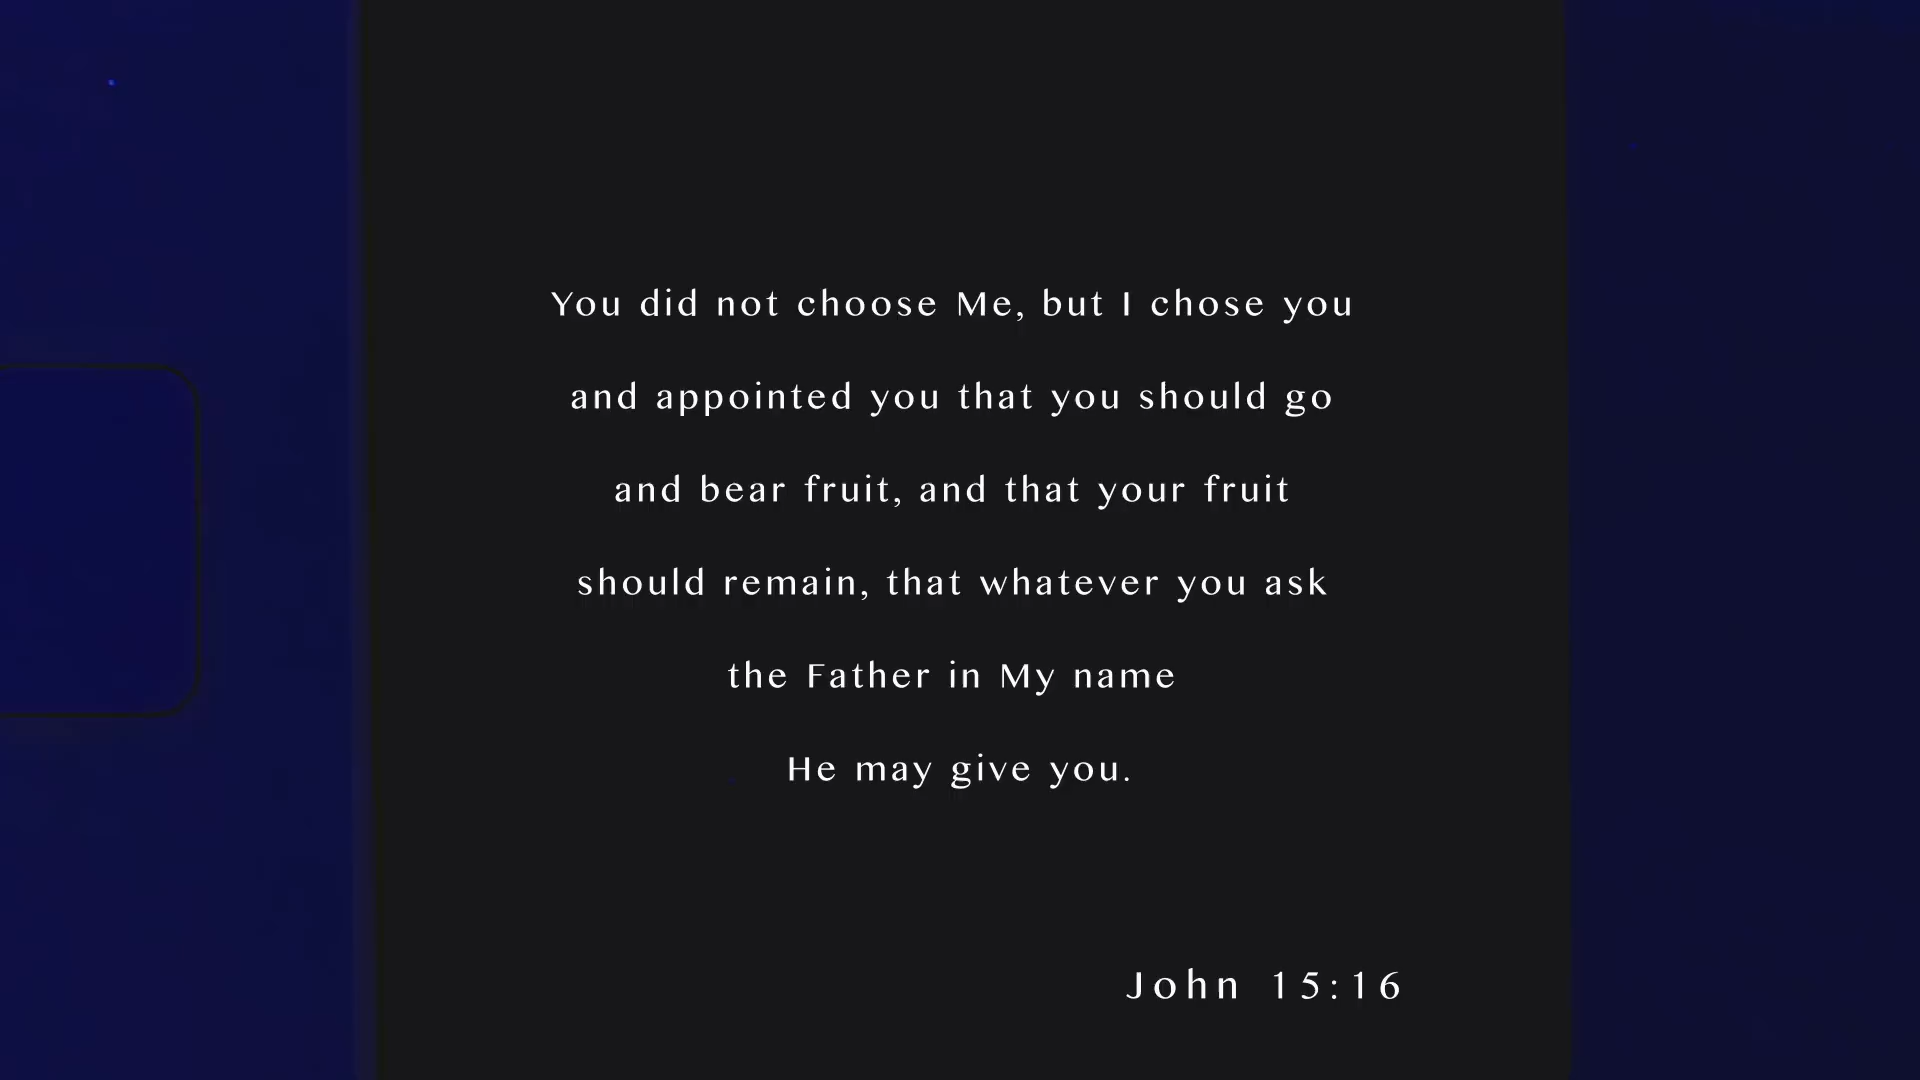 You did not choose Me, but I chose you
and appointed you that you should go
and bear fruit, and that your fruit
should remain, that whatever you ask
the Father in My name
He may give you.
John 15:16